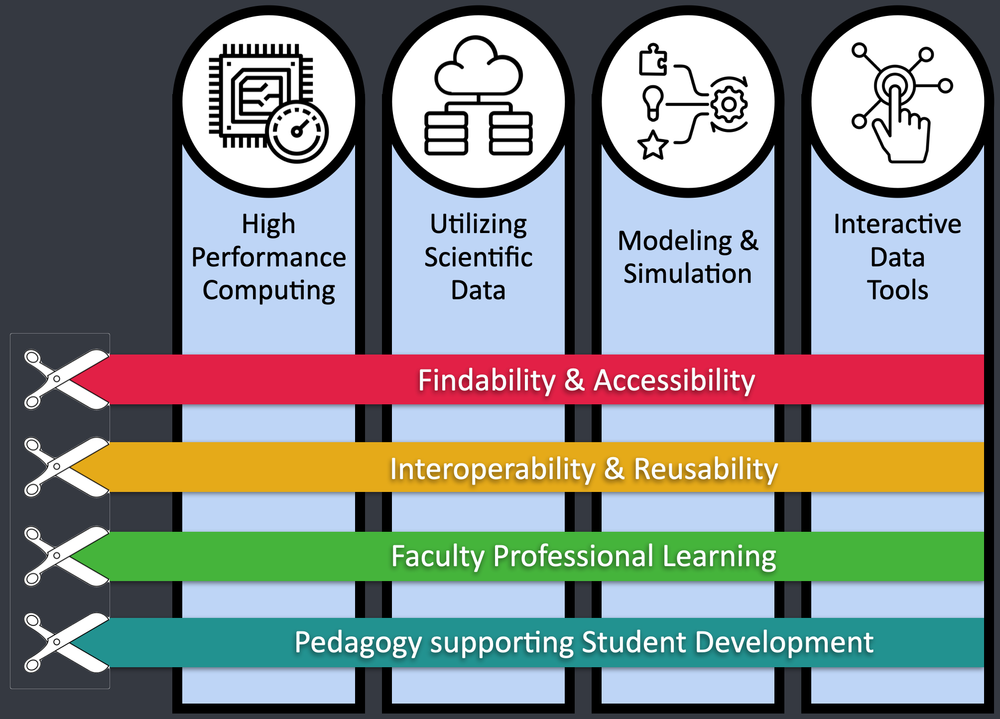 High
Performance
Computing
Utilizing
Scientific
Data
Modeling &
Simulation
Interactive
Data
Tools
Findability & Accessibility
Interoperability & Reusability
Faculty Professional Learning
Pedagogy supporting Student Development